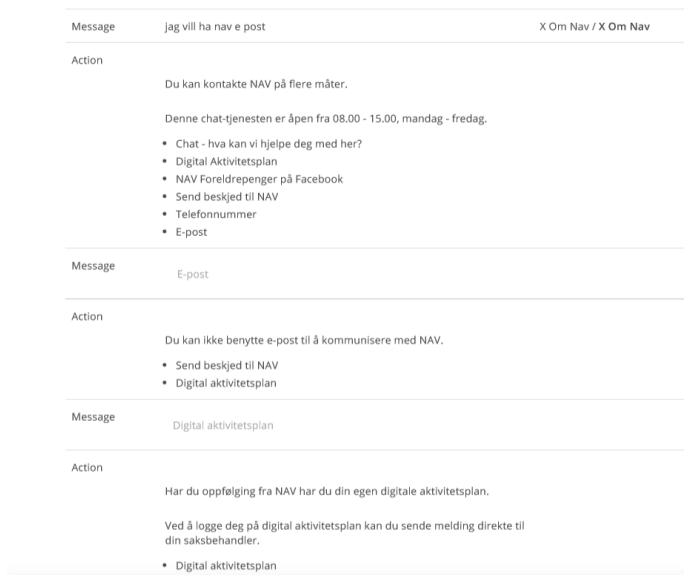 Message jag vill ha nav e post X Om Nav / X Om Nav
Action
Du kan kontakte NAV på flere måter.
Denne chat-tjenesten er åpen fra 08.00 - 15.00, mandag - fredag.
• Chat - hva kan vi hjelpe deg med her?
• Digital Aktivitetsplan
• NAV Foreldrepenger på Facebook
• Send beskjed til NAV
• Telefonnummer
• E-post
Message E-post
Action
Du kan ikke benytte e-post til å kommunisere med NAV.
• Send beskjed til NAV
• Digital aktivitetsplan
Message Digital aktivitetsplan
Action
Har du oppfølging fra NAV har du din egen digitale aktivitetsplan.
Ved å logge deg på digital aktivitetsplan kan du sende melding direkte til
din saksbehandler.
• Digital aktivitetsplan